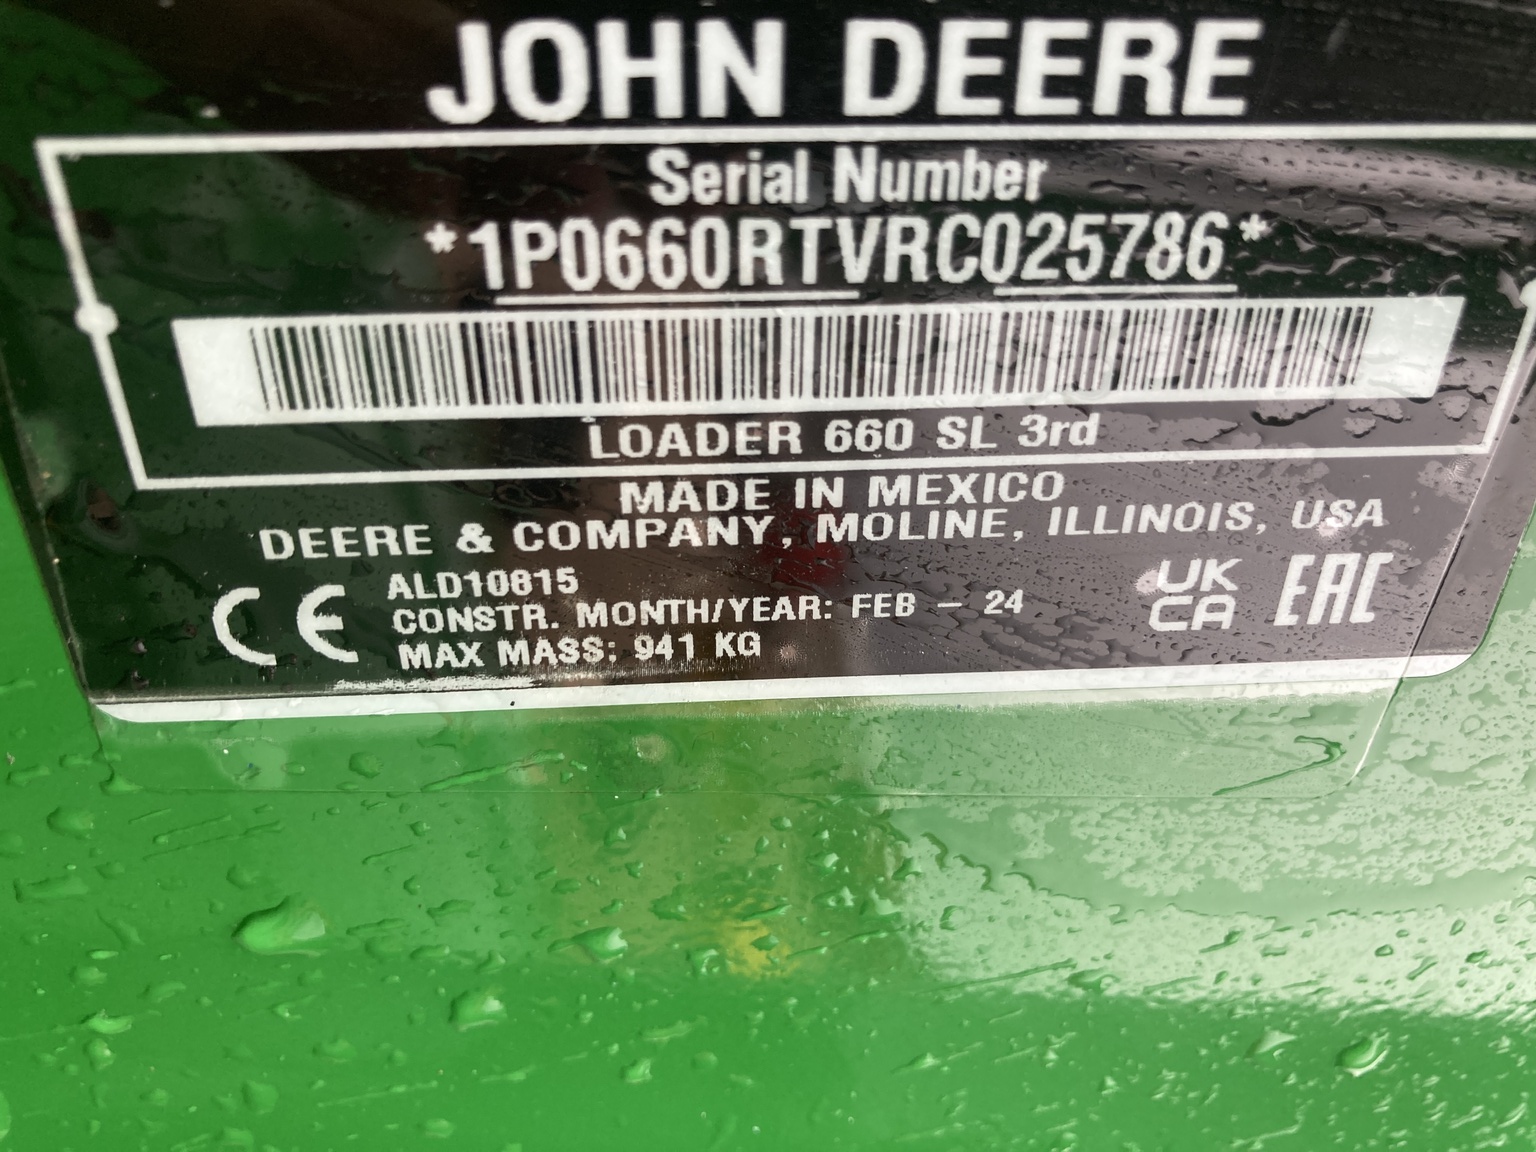 JOHN DEERE
Serial Number
*1P0660RTVRC025786*
LOADER 660 SL 3rd
MADE IN MEXICO
DEERE & COMPANY, MOLINE, ILLINOIS, USA
CE ALD10615 UK CA EAC
CONSTR. MONTH/YEAR: FEB - 24
MAX MASS: 941 KG